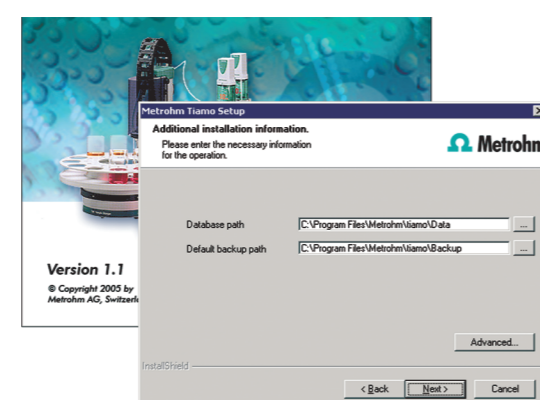 Metrohm Tiamo Setup
Additional installation information.
Please enter the necessary information
for the operation.
Metrohm
Database path
C:\Program Files\Metrohm\tiamo\Data
...
Default backup path
C:\Program Files\Metrohm\tiamo\Backup
...
Version 1.1
© Copyright 2005 by
Metrohm AG,
Advanced...
InstallShield
< Back
Next >
Cancel